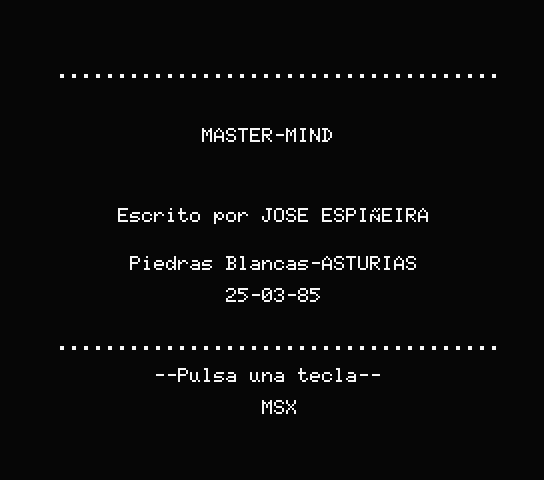 .....................................
MASTER-MIND
Escrito por JOSE ESPIÑEIRA
Piedras Blancas-ASTURIAS
25-03-85
.....................................
--Pulsa una tecla--
MSX